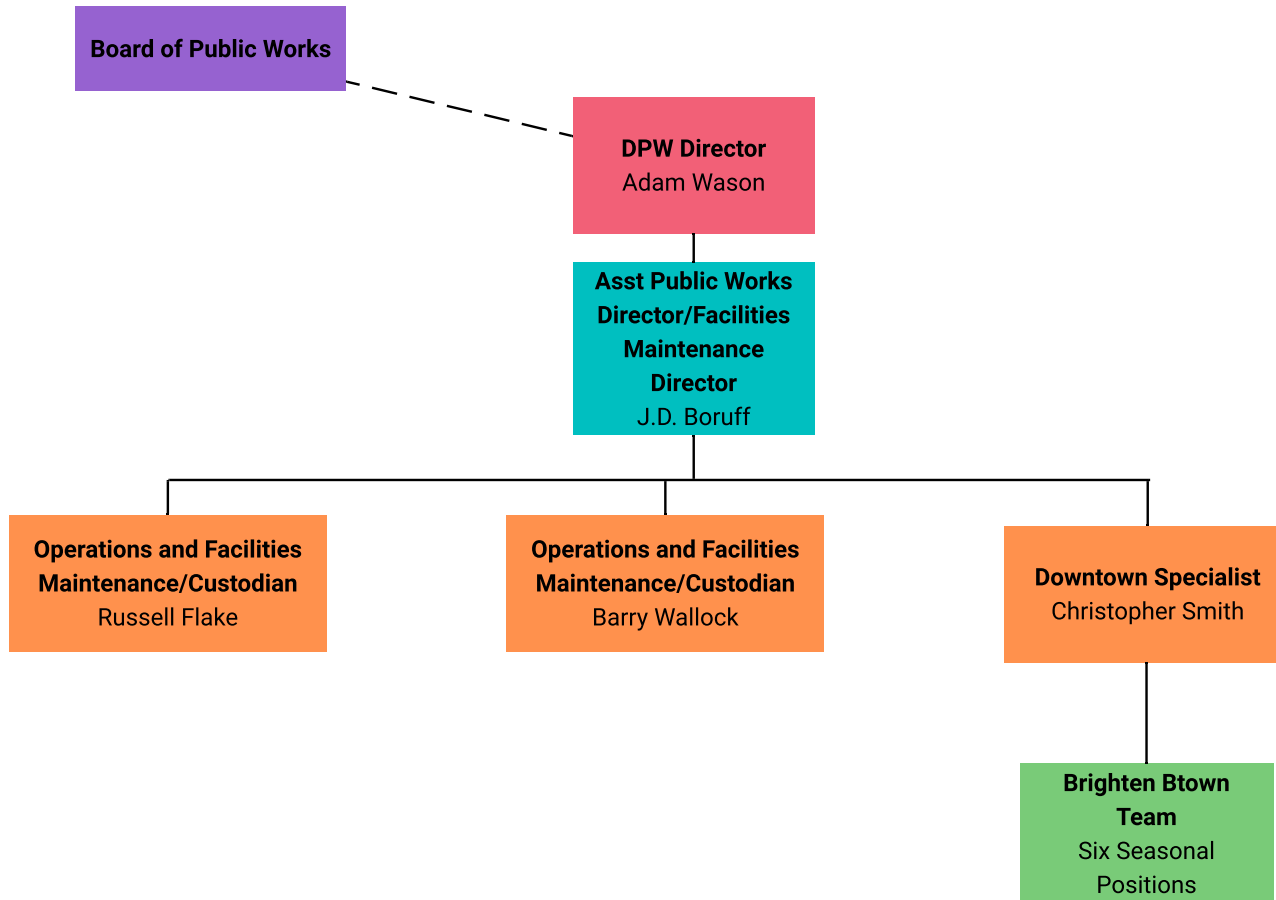 Board of Public Works
DPW Director
Adam Wason
Asst Public Works
Director/Facilities
Maintenance
Director
J.D. Boruff
Operations and Facilities
Maintenance/Custodian
Russell Flake
Operations and Facilities
Maintenance/Custodian
Barry Wallock
Downtown Specialist
Christopher Smith
Brighten Btown
Team
Six Seasonal
Positions